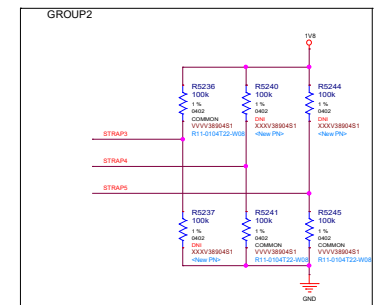 GROUP2
1V8
R5236
100k
1 %
0402
COMMON
VVVV38904S1
R11-0104T22-W08
R5240
100k
1 %
0402
DNI
XXXV38904S1
<New PN>
R5244
100k
1 %
0402
DNI
XXXV38904S1
<New PN>
STRAP3
STRAP4
STRAP5
R5237
100k
1 %
0402
DNI
XXXV38904S1
<New PN>
R5241
100k
1 %
0402
COMMON
VVVV38904S1
R11-0104T22-W08
R5245
100k
1 %
0402
COMMON
VVVV38904S1
R11-0104T22-W08
GND